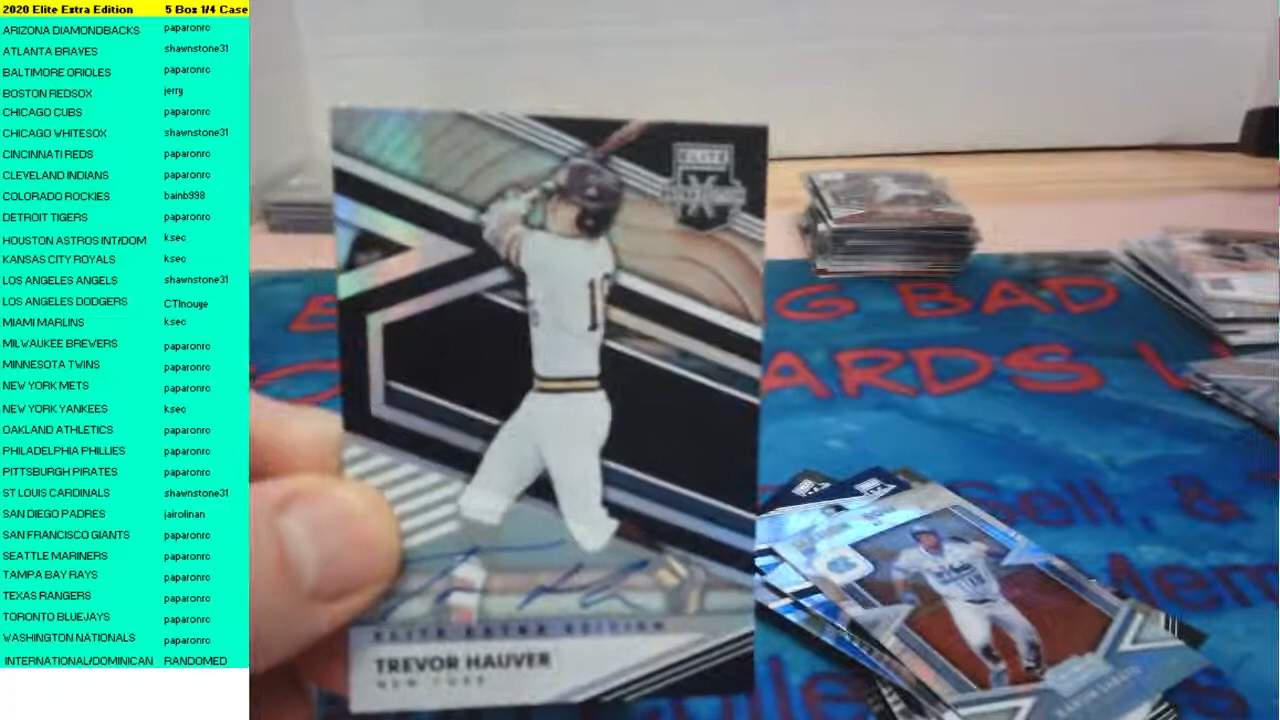 2020 Elite Extra Edition 5 Box 1/4 Case
ARIZONA DIAMONDBACKS paparonrc
ATLANTA BRAVES shawnstone31
BALTIMORE ORIOLES paparonrc
BOSTON REDSOX jerry
CHICAGO CUBS paparonrc
CHICAGO WHITESOX shawnstone31
CINCINNATI REDS paparonrc
CLEVELAND INDIANS paparonrc
COLORADO ROCKIES bainb998
DETROIT TIGERS paparonrc
HOUSTON ASTROS INT/DOM ksec
KANSAS CITY ROYALS ksec
LOS ANGELES ANGELS shawnstone31
LOS ANGELES DODGERS CTInouye
MIAMI MARLINS ksec
MILWAUKEE BREWERS paparonrc
MINNESOTA TWINS paparonrc
NEW YORK METS paparonrc
NEW YORK YANKEES ksec
OAKLAND ATHLETICS paparonrc
PHILADELPHIA PHILLIES paparonrc
PITTSBURGH PIRATES paparonrc
ST LOUIS CARDINALS shawnstone31
SAN DIEGO PADRES jairolinan
SAN FRANCISCO GIANTS paparonrc
SEATTLE MARINERS paparonrc
TAMPA BAY RAYS paparonrc
TEXAS RANGERS paparonrc
TORONTO BLUEJAYS paparonrc
WASHINGTON NATIONALS paparonrc
INTERNATIONAL/DOMINICAN RANDOMED
ELITE
ELITE EXTRA EDITION
TREVOR HAUVER
NEW YORK
G BAD
ARDS
Sell, &